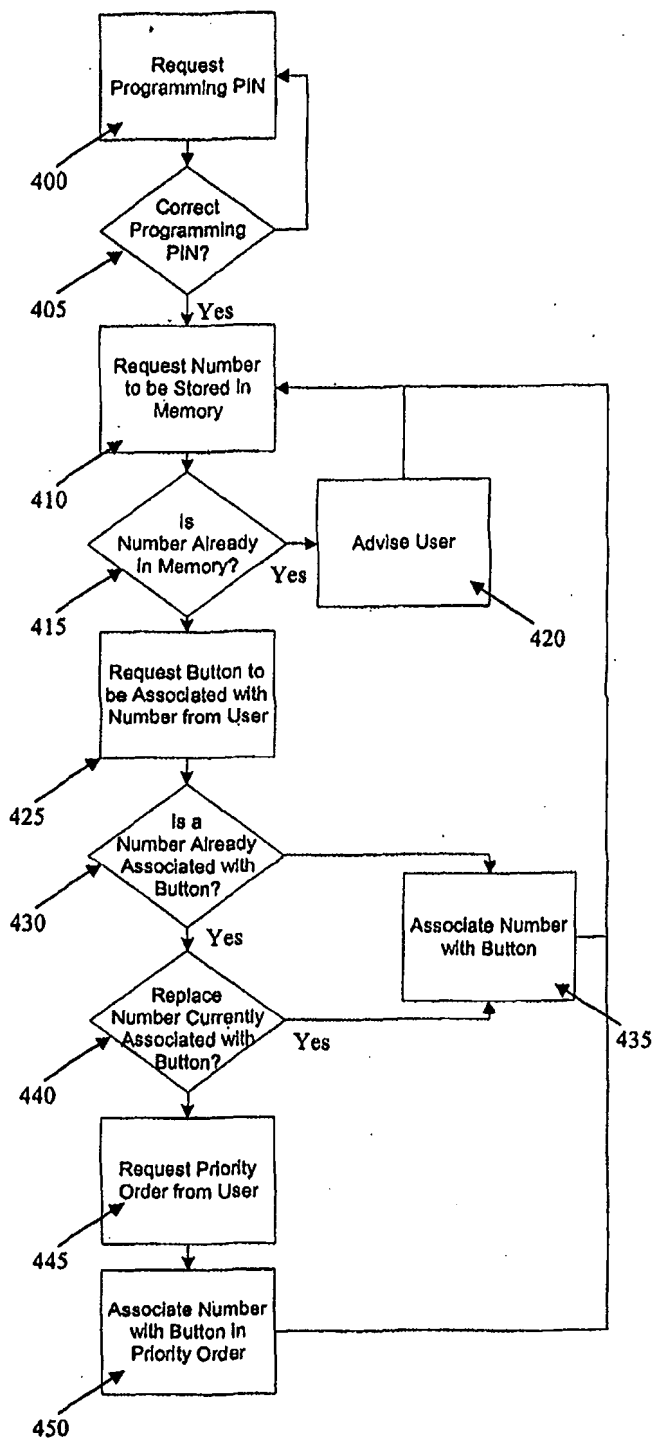 Request
Programming PIN
400
Correct
Programming
PIN?
405
Yes
Request Number
to be Stored In
Memory
410
Is
Number Already
In Memory?
415
Yes
Advise User
420
Request Button to
be Associated with
Number from User
425
Is a
Number Already
Associated with
Button?
430
Yes
Associate Number
with Button
435
Replace
Number Currently
Associated with
Button?
440
Yes
Request Priority
Order from User
445
Associate Number
with Button in
Priority Order
450